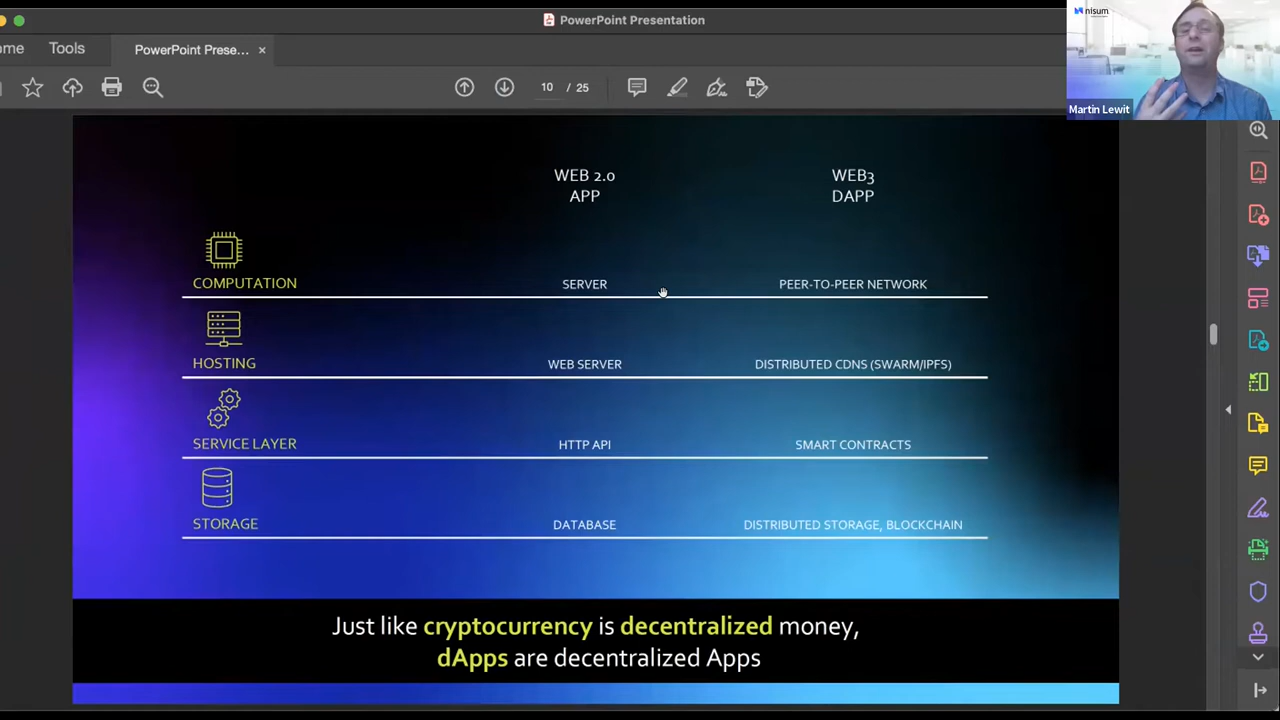 PowerPoint Presentation
ome Tools PowerPoint Prese... ×
10 / 25
nisum
Martin Lewit
WEB 2.0
APP
WEB3
DAPP
COMPUTATION SERVER PEER-TO-PEER NETWORK
HOSTING WEB SERVER DISTRIBUTED CDNS (SWARM/IPFS)
SERVICE LAYER HTTP API SMART CONTRACTS
STORAGE DATABASE DISTRIBUTED STORAGE, BLOCKCHAIN
Just like cryptocurrency is decentralized money,
dApps are decentralized Apps